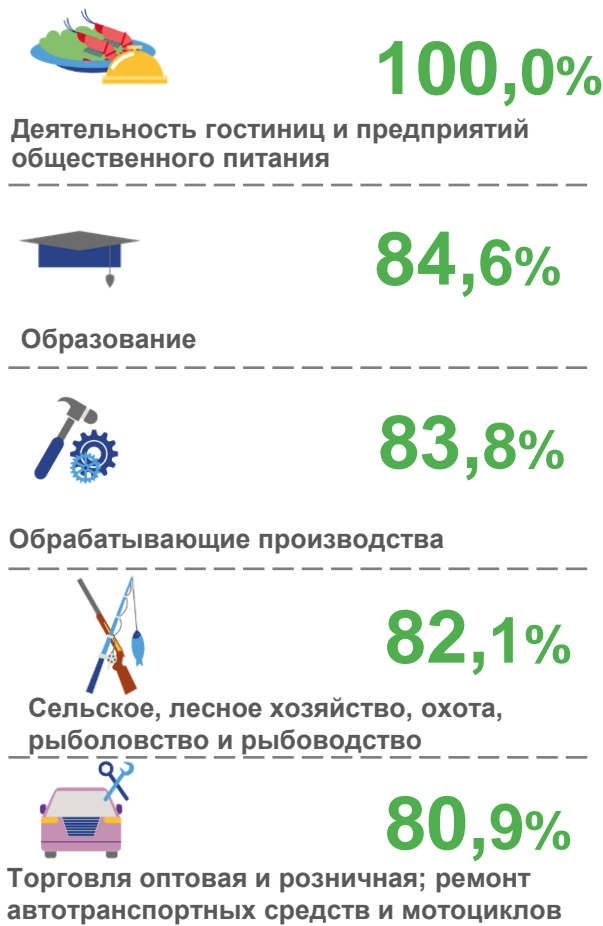 100,0%
Деятельность гостиниц и предприятий
общественного питания
84,6%
Образование
83,8%
Обрабатывающие производства
82,1%
Сельское, лесное хозяйство, охота,
рыболовство и рыбоводство
80,9%
Торговля оптовая и розничная; ремонт
автотранспортных средств и мотоциклов